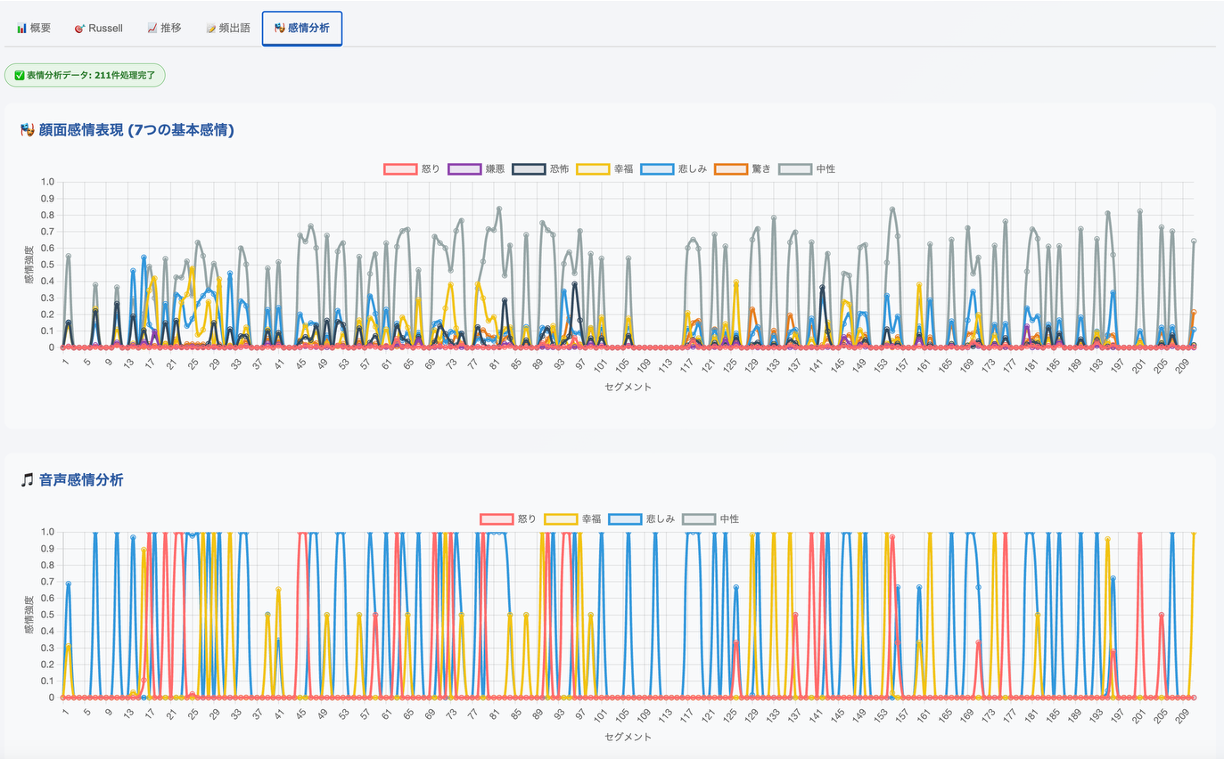 概要 Russell 推移 頻出語 感情分析
表情分析データ: 211件処理完了
顔面感情表現 (7つの基本感情)
怒り 嫌悪 恐怖 幸福 悲しみ 驚き 中性
1.0
0.9
0.8
0.7
0.6
0.5
0.4
0.3
0.2
0.1
0
感情強度
1 5 9 13 17 21 25 29 33 37 41 45 49 53 57 61 65 69 73 77 81 85 89 93 97 101 105 109 113 117 121 125 129 133 137 141 145 149 153 157 161 165 169 173 177 181 185 189 193 197 201 205 209
セグメント
音声感情分析
怒り 幸福 悲しみ 中性
1.0
0.9
0.8
0.7
0.6
0.5
0.4
0.3
0.2
0.1
0
感情強度
1 5 9 13 17 21 25 29 33 37 41 45 49 53 57 61 65 69 73 77 81 85 89 93 97 101 105 109 113 117 121 125 129 133 137 141 145 149 153 157 161 165 169 173 177 181 185 189 193 197 201 205 209
セグメント